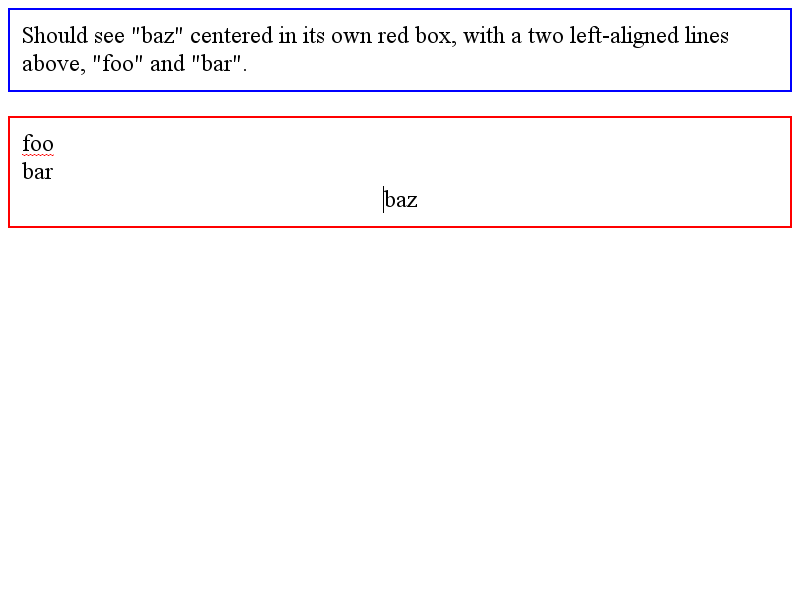 Should see "baz" centered in its own red box, with a two left-aligned lines
above, "foo" and "bar".
foo
bar
baz